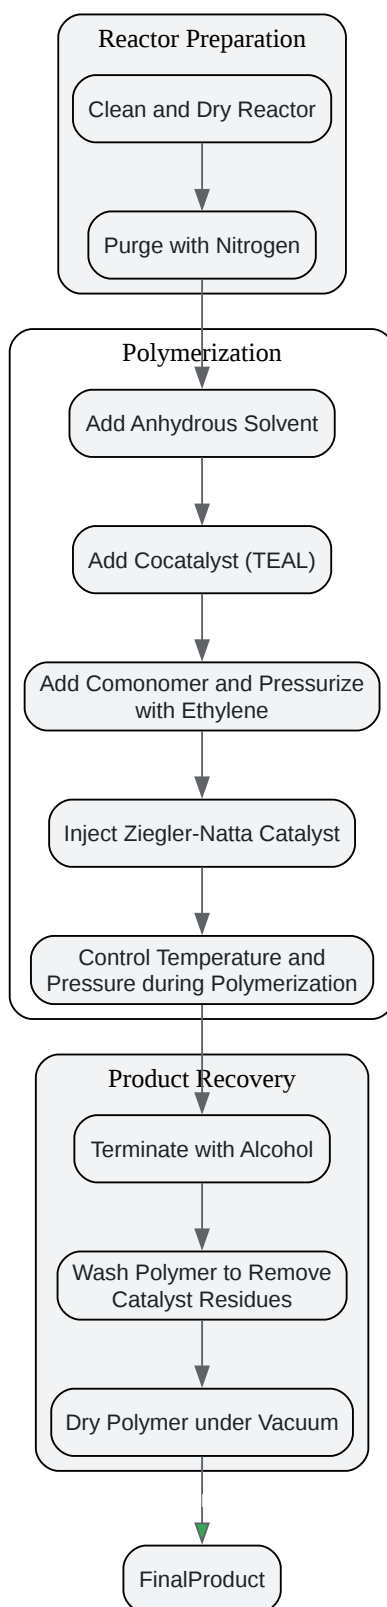 Reactor Preparation
Clean and Dry Reactor
Purge with Nitrogen
Polymerization
Add Anhydrous Solvent
Add Cocatalyst (TEAL)
Add Comonomer and Pressurize
with Ethylene
Inject Ziegler-Natta Catalyst
Control Temperature and
Pressure during Polymerization
Product Recovery
Terminate with Alcohol
Wash Polymer to Remove
Catalyst Residues
Dry Polymer under Vacuum
FinalProduct